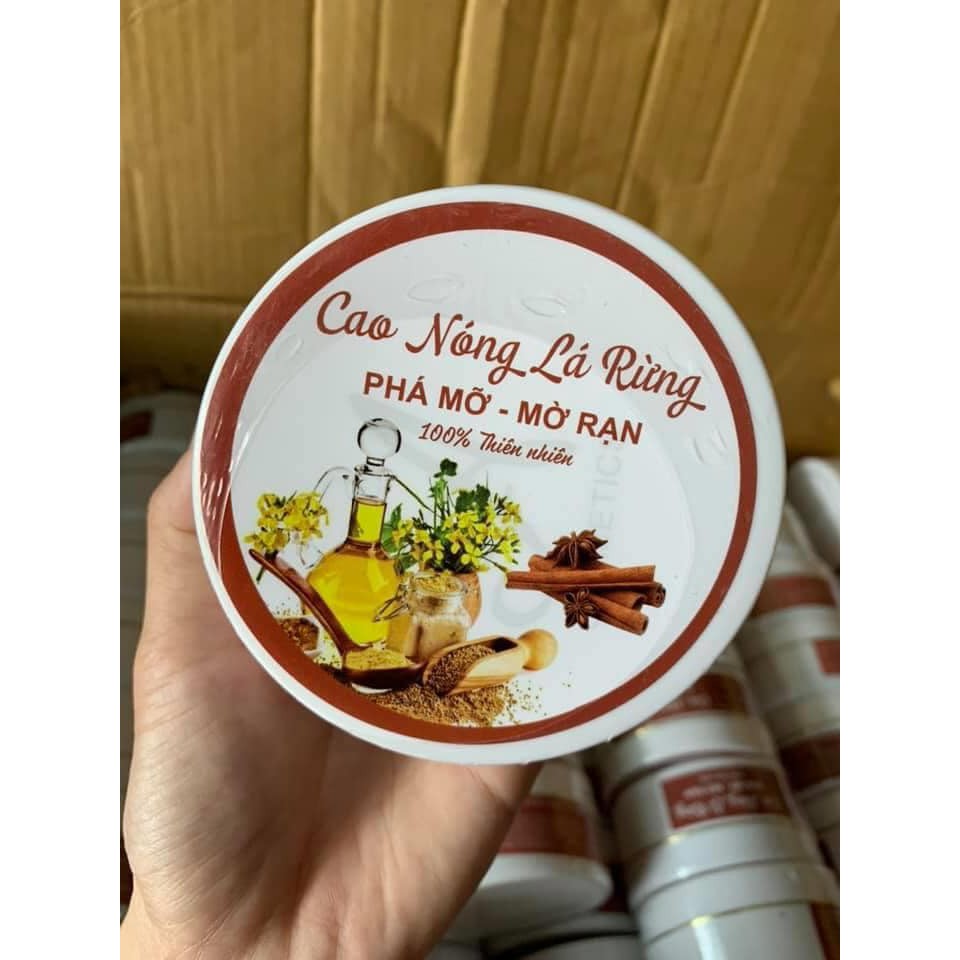 Cao Nóng Lá Rừng
PHÁ MỠ - MỜ RẠN
100% Thiên nhiên